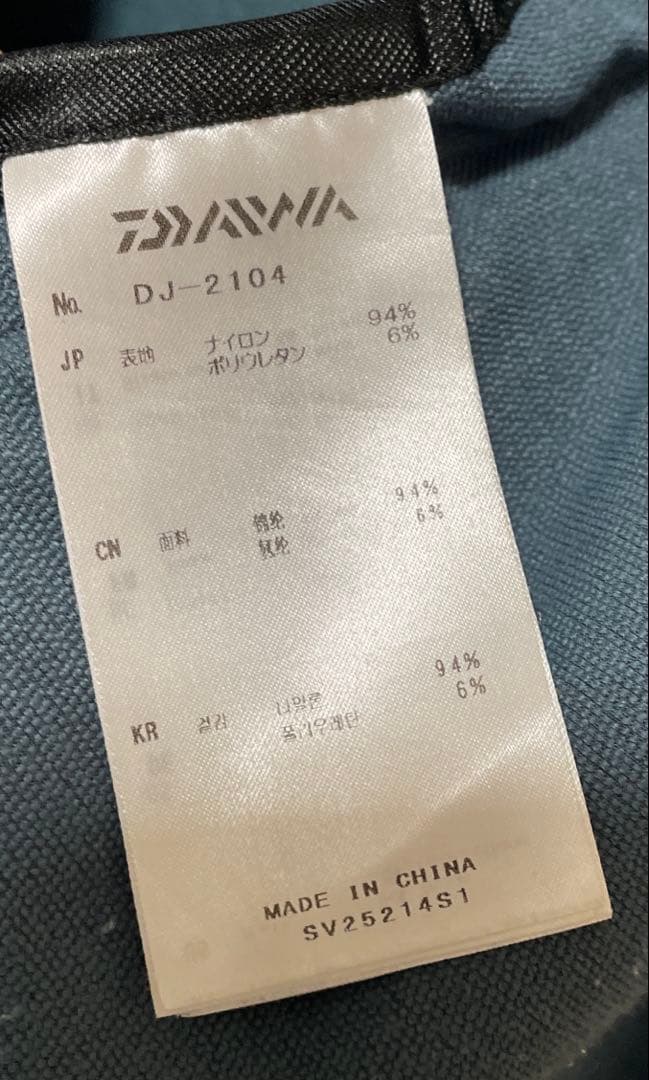 DAIWA
No. DJ-2104
JP 表地 ナイロン 94%
ポリウレタン 6%
CN 面料 锦纶 94%
氨纶 6%
KR 겉감 나일론 94%
폴리우레탄 6%
MADE IN CHINA
SV25214S1